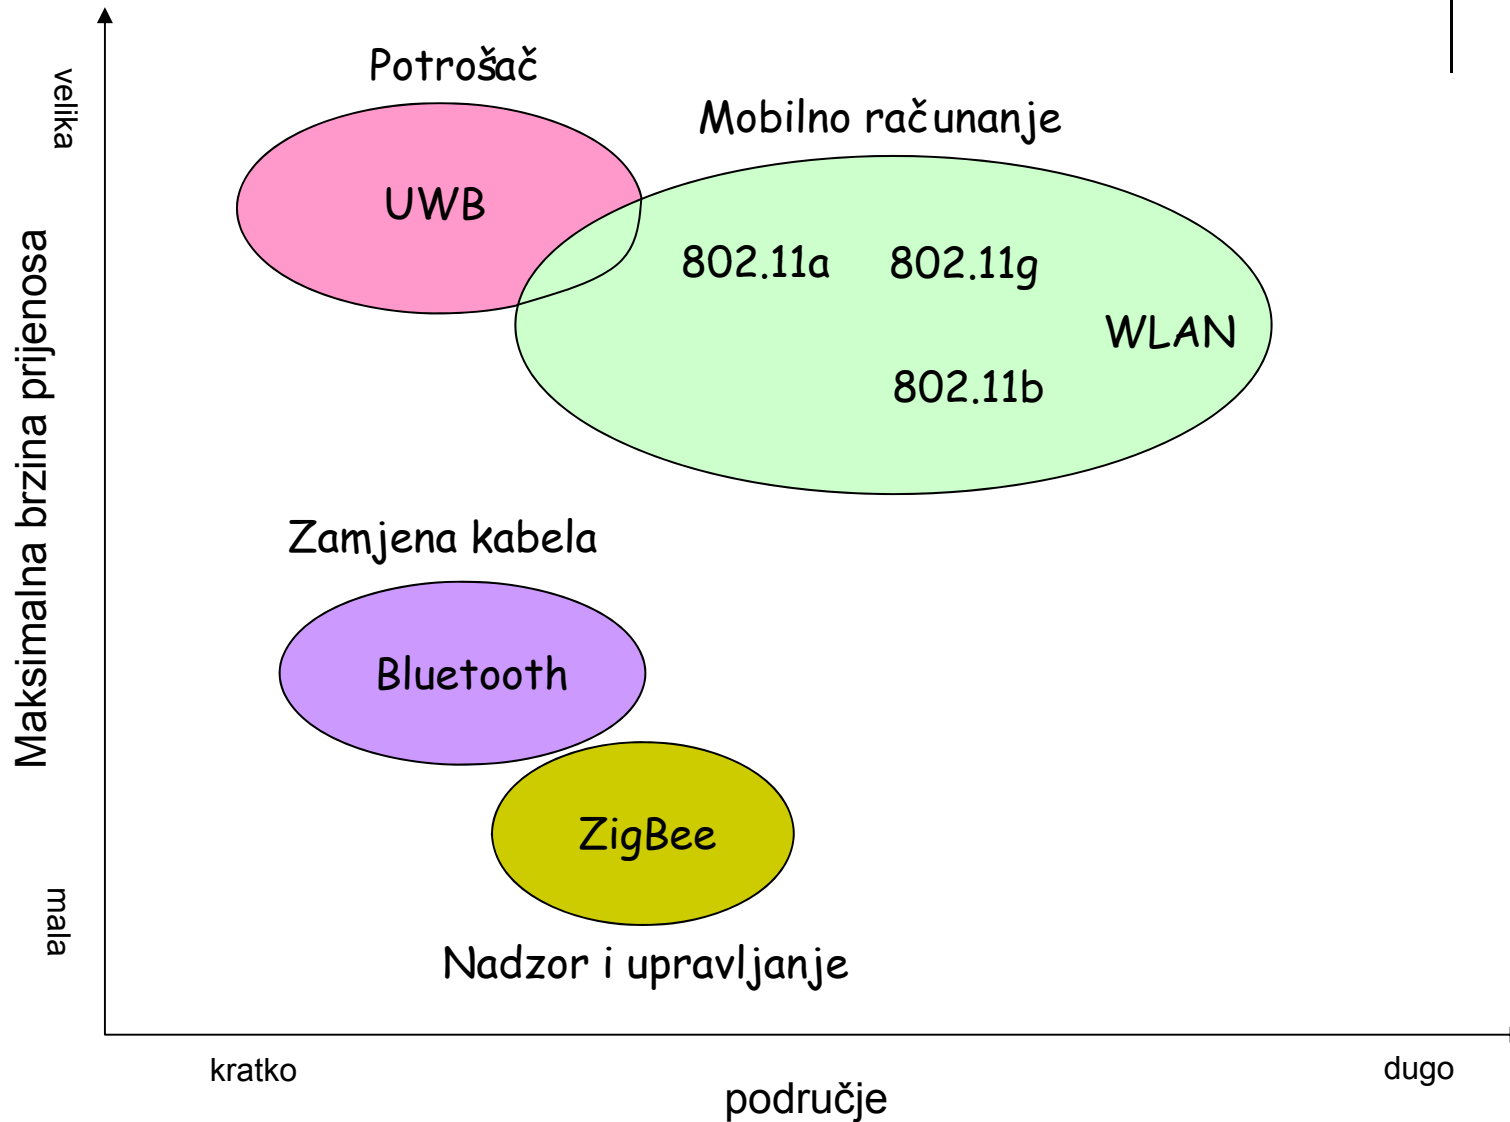 Potrošač
velika
Mobilno računanje
UWB
802.11a 802.11g
WLAN
802.11b
Maksimalna brzina prijenosa
Zamjena kabela
Bluetooth
ZigBee
mala
Nadzor i upravljanje
kratko
dugo
područje